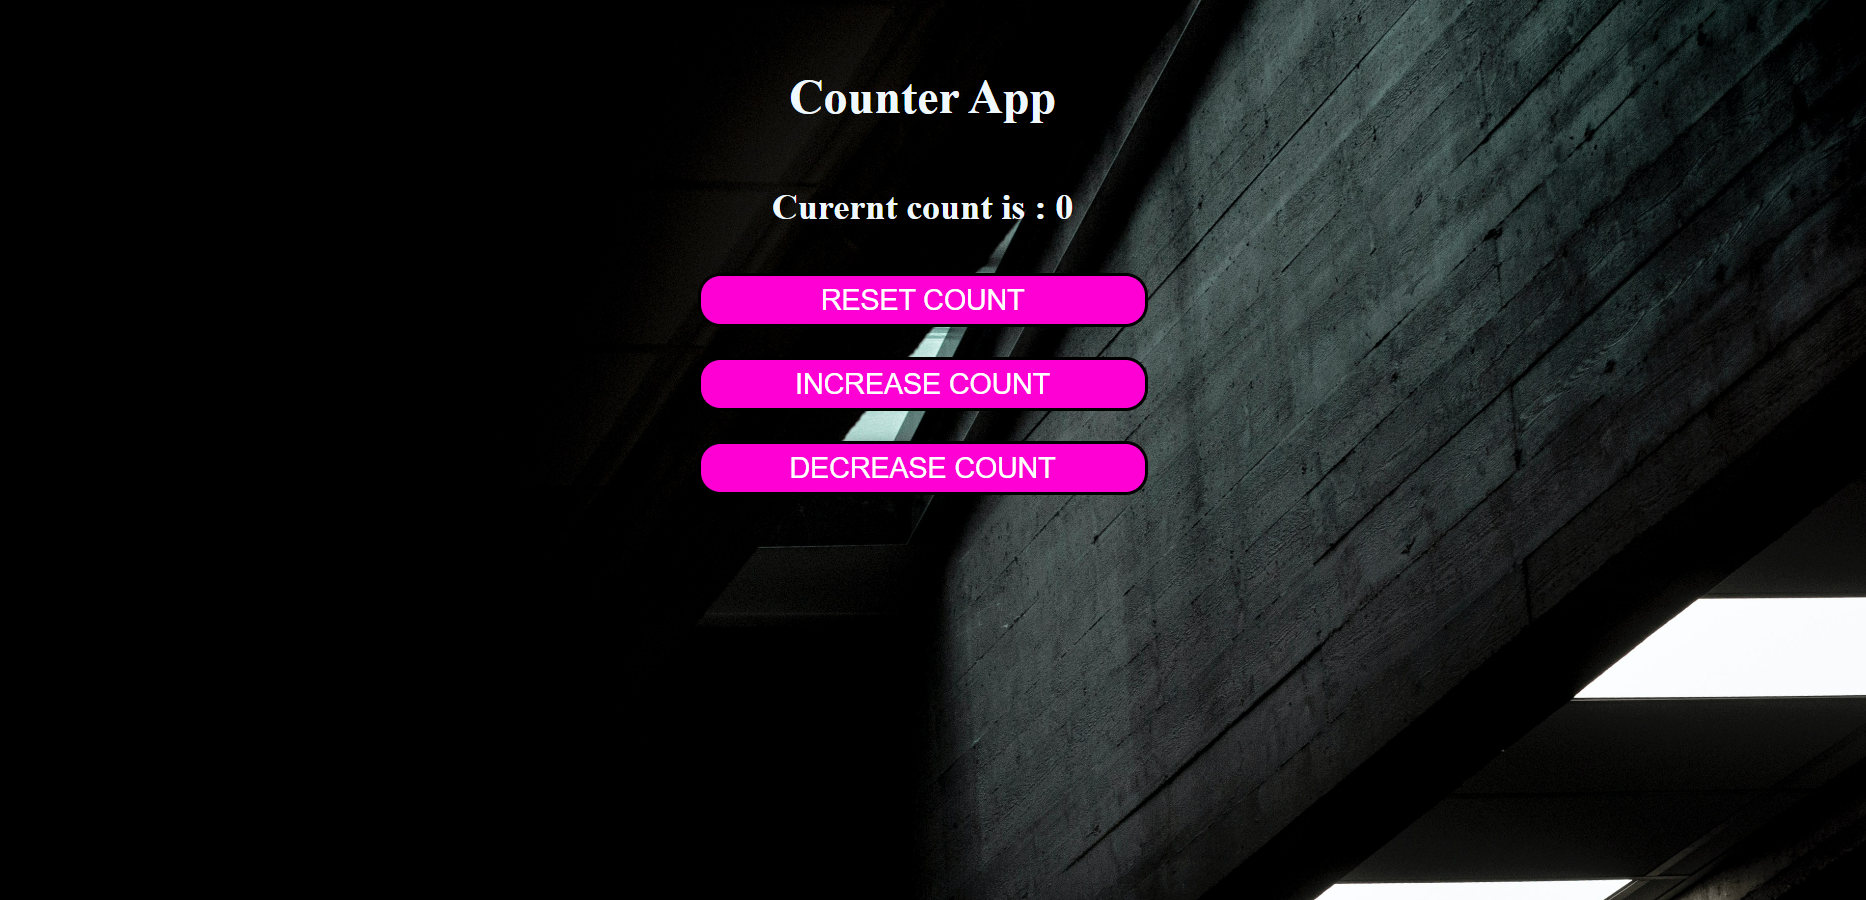 Counter App
Curernt count is : 0
RESET COUNT
INCREASE COUNT
DECREASE COUNT